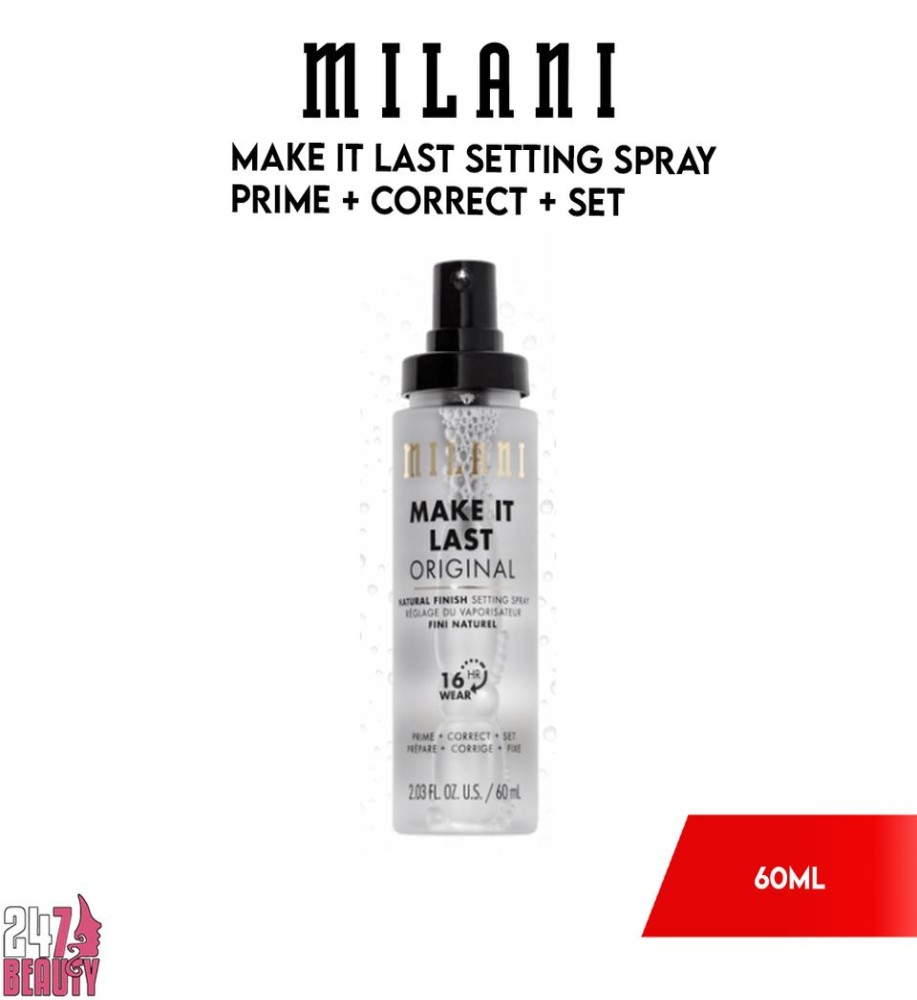 MILANI
MAKE IT LAST SETTING SPRAY
PRIME + CORRECT + SET
MILANI
MAKE IT
LAST
ORIGINAL
NATURAL FINISH SETTING SPRAY
RÉGLAGE DU VAPORISATEUR
FINI NATUREL
16 HR
WEAR
PRIME + CORRECT + SET
PRÉPARE + CORRIGE + FIXE
2.03 FL. OZ. U.S. / 60 mL
60ML
247
BEAUTY